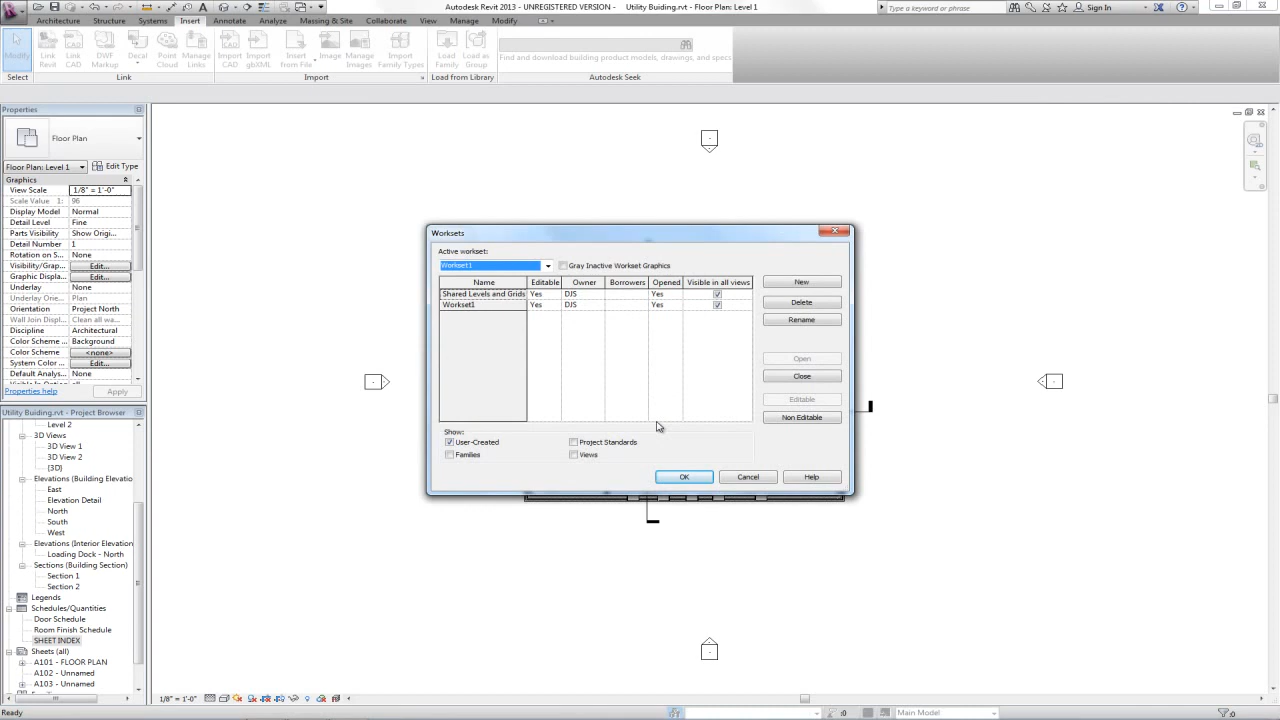 Autodesk Revit 2013 - UNREGISTERED VERSION - Utility Buiding.rvt - Floor Plan: Level 1
Type a keyword or phrase
Sign In
Architecture Structure Systems Insert Annotate Analyze Massing & Site Collaborate View Manage Modify
Modify
Link Revit
Link CAD
DWF Markup
Decal
Point Cloud
Manage Links
Import CAD
Import gbXML
Insert from File
Image
Manage Images
Import Family Types
Load Family
Load as Group
Find and download building product models, drawings, and specs
Select
Link
Import
Load from Library
Autodesk Seek
Properties
Floor Plan
Floor Plan: Level 1
Edit Type
Graphics
View Scale 1/8" = 1'-0"
Scale Value 1: 96
Display Model Normal
Detail Level Fine
Parts Visibility Show Origi...
Detail Number 1
Rotation on S... None
Visibility/Grap... Edit...
Graphic Displa... Edit...
Underlay None
Underlay Orie... Plan
Orientation Project North
Wall Join Displ... Clean all wa...
Discipline Architectural
Color Scheme ... Background
Color Scheme <none>
System Color ... Edit...
Default Analys... None
Properties help
Apply
Utility Buiding.rvt - Project Browser
Level 2
3D Views
3D View 1
3D View 2
{3D}
Elevations (Building Elevatio
East
Elevation Detail
North
South
West
Elevations (Interior Elevation
Loading Dock - North
Sections (Building Section)
Section 1
Section 2
Legends
Schedules/Quantities
Door Schedule
Room Finish Schedule
SHEET INDEX
Sheets (all)
A101 - FLOOR PLAN
A102 - Unnamed
A103 - Unnamed
Worksets
Active workset:
Workset1
Gray Inactive Workset Graphics
Name Editable Owner Borrowers Opened Visible in all views
Shared Levels and Grids Yes DJS Yes
Workset1 Yes DJS Yes
New
Delete
Rename
Open
Close
Editable
Non Editable
Show:
User-Created
Project Standards
Families
Views
OK
Cancel
Help
1/8" = 1'-0"
Ready
:0
Main Model
:0